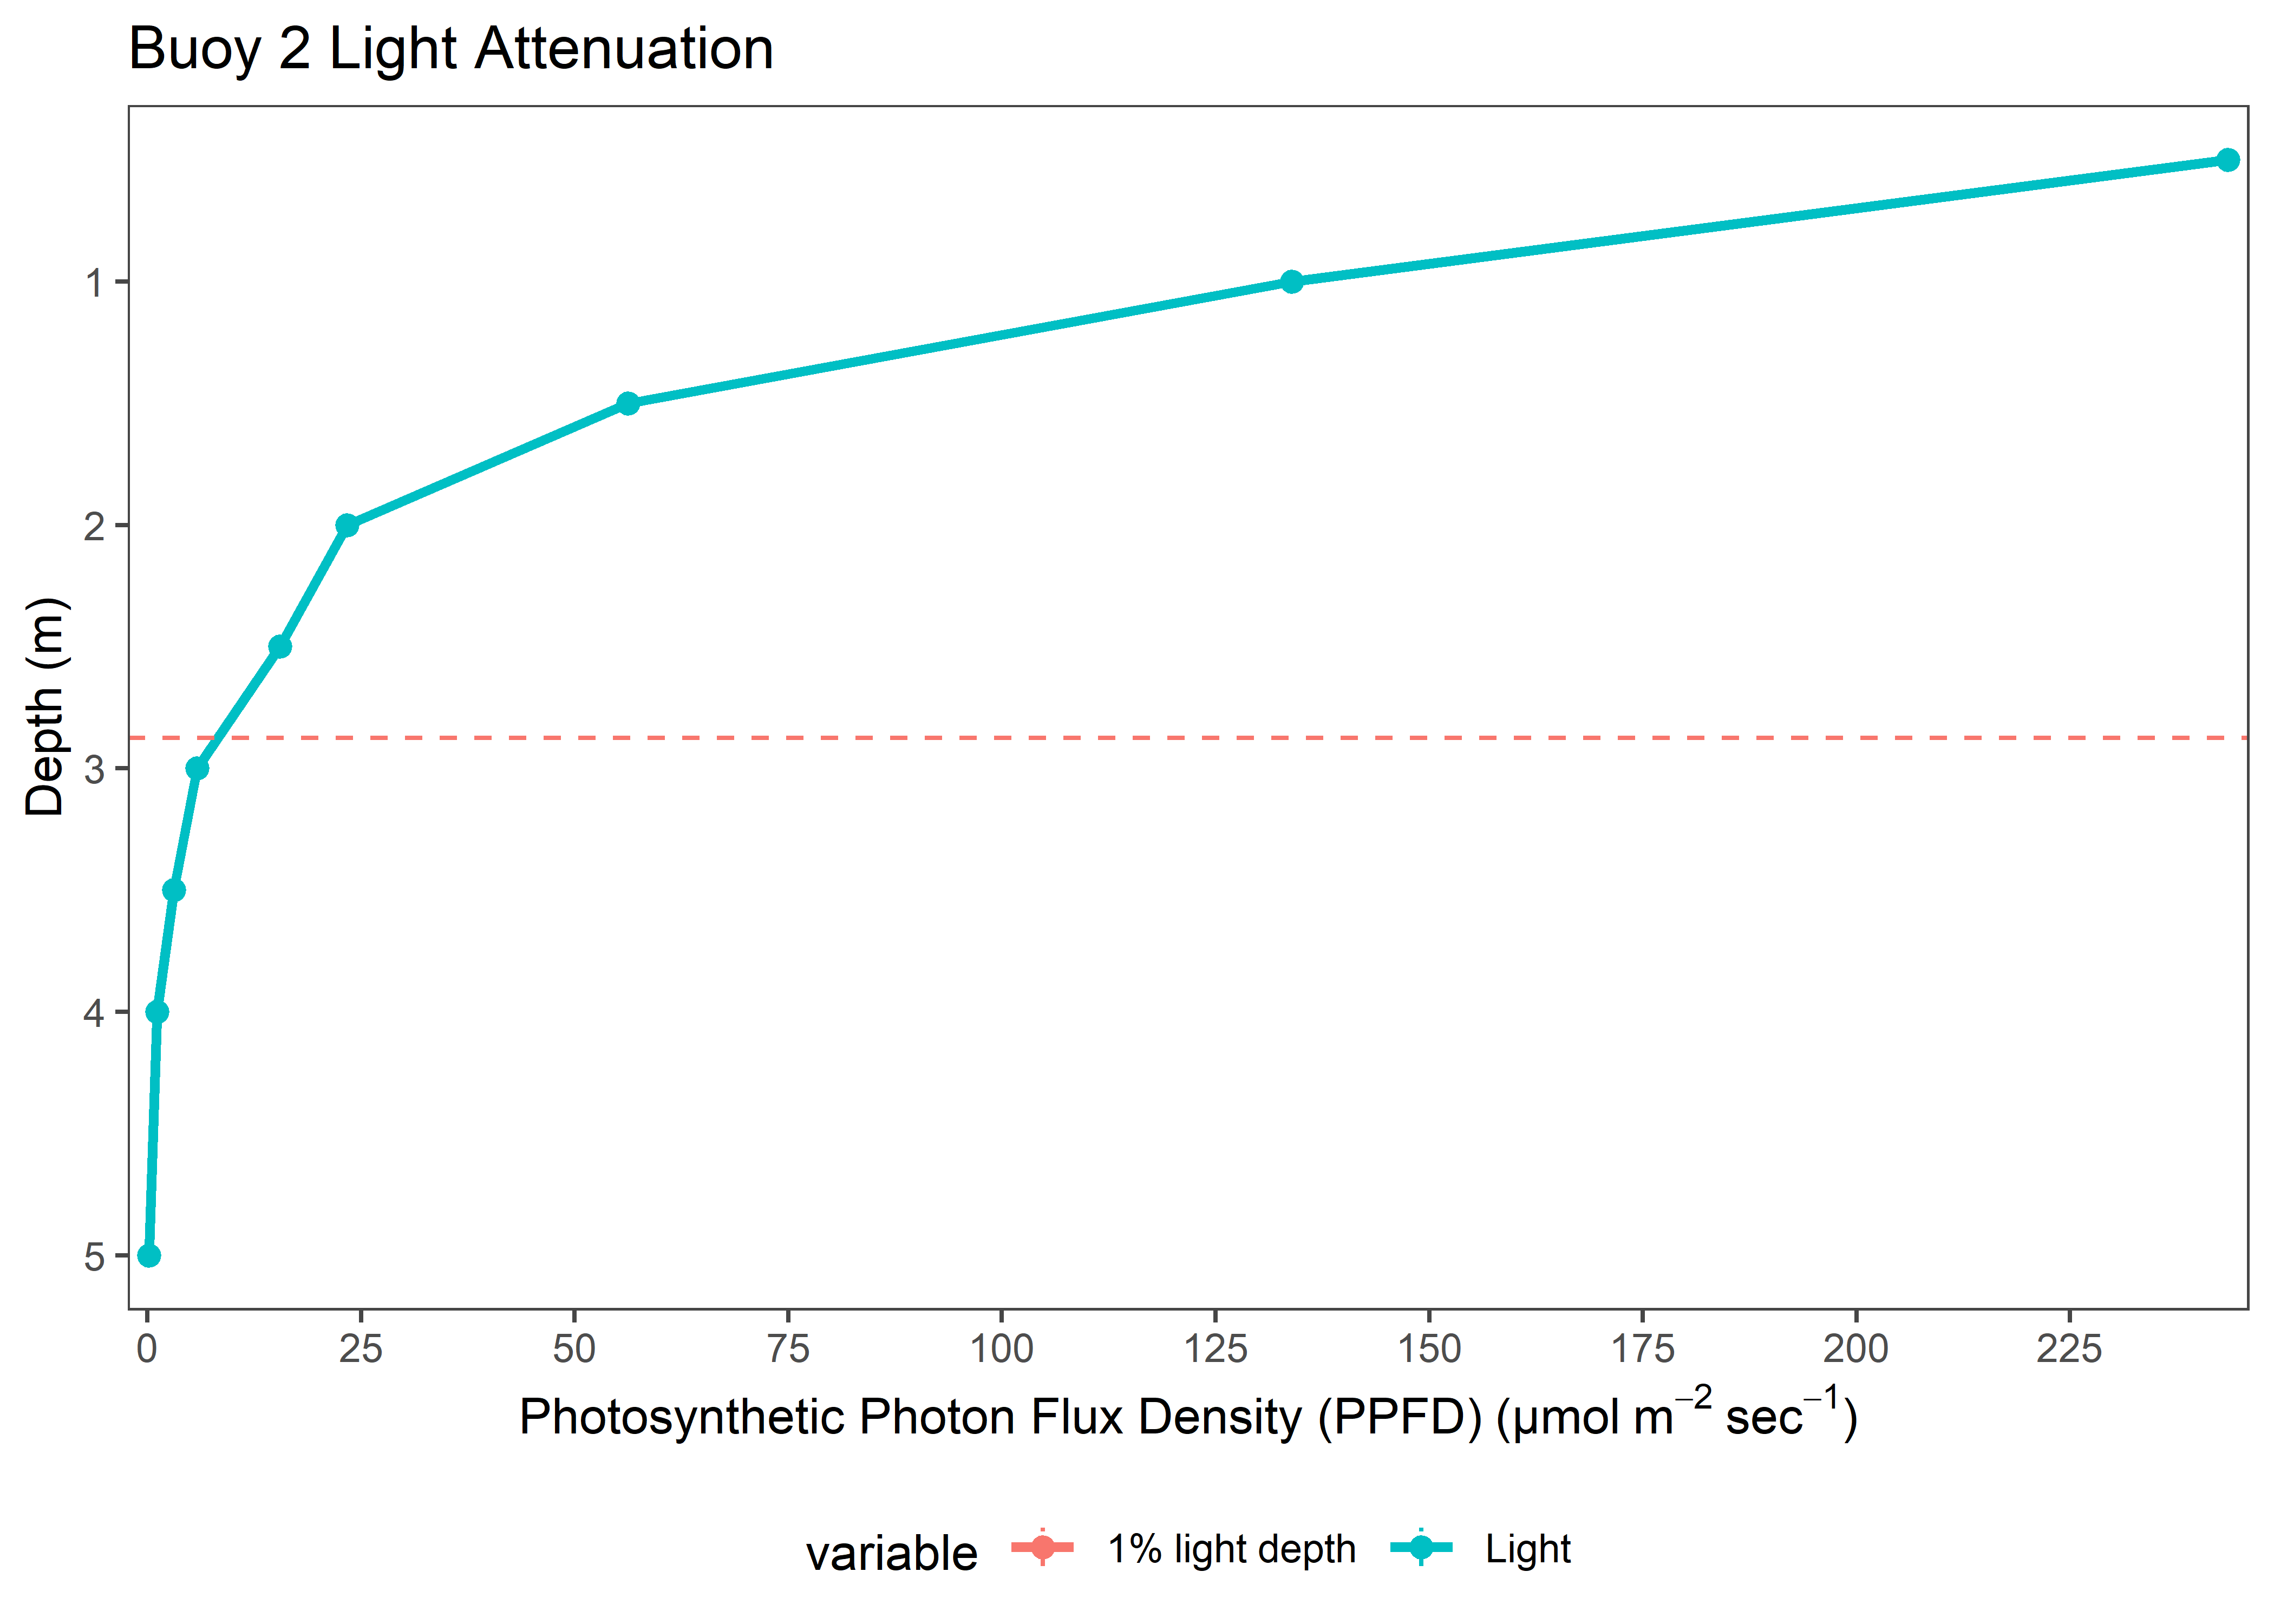 Buoy 2 Light Attenuation
Depth (m)
1
2
3
4
5
0 25 50 75 100 125 150 175 200 225
Photosynthetic Photon Flux Density (PPFD) (µmol m⁻² sec⁻¹)
variable 1% light depth Light